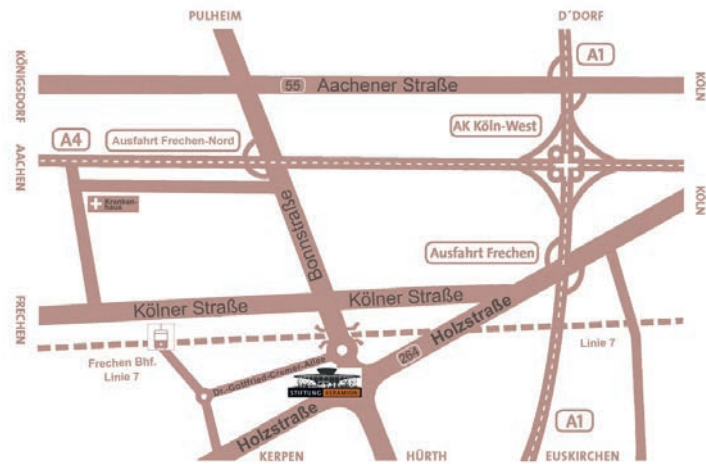 PULHEIM
D´DORF
KÖNIGSDORF
A1
55
Aachener Straße
KÖLN
AK Köln-West
A4
Ausfahrt Frechen-Nord
AACHEN
Kranken-
haus
KÖLN
Bonnstraße
Ausfahrt Frechen
FRECHEN
Kölner Straße
Kölner Straße
Holzstraße
Frechen Bhf.
Linie 7
264
Linie 7
Dr.-Gottfried-Cremer-Allee
STIFTUNG KERAMION
Holzstraße
A1
KERPEN
HÜRTH
EUSKIRCHEN